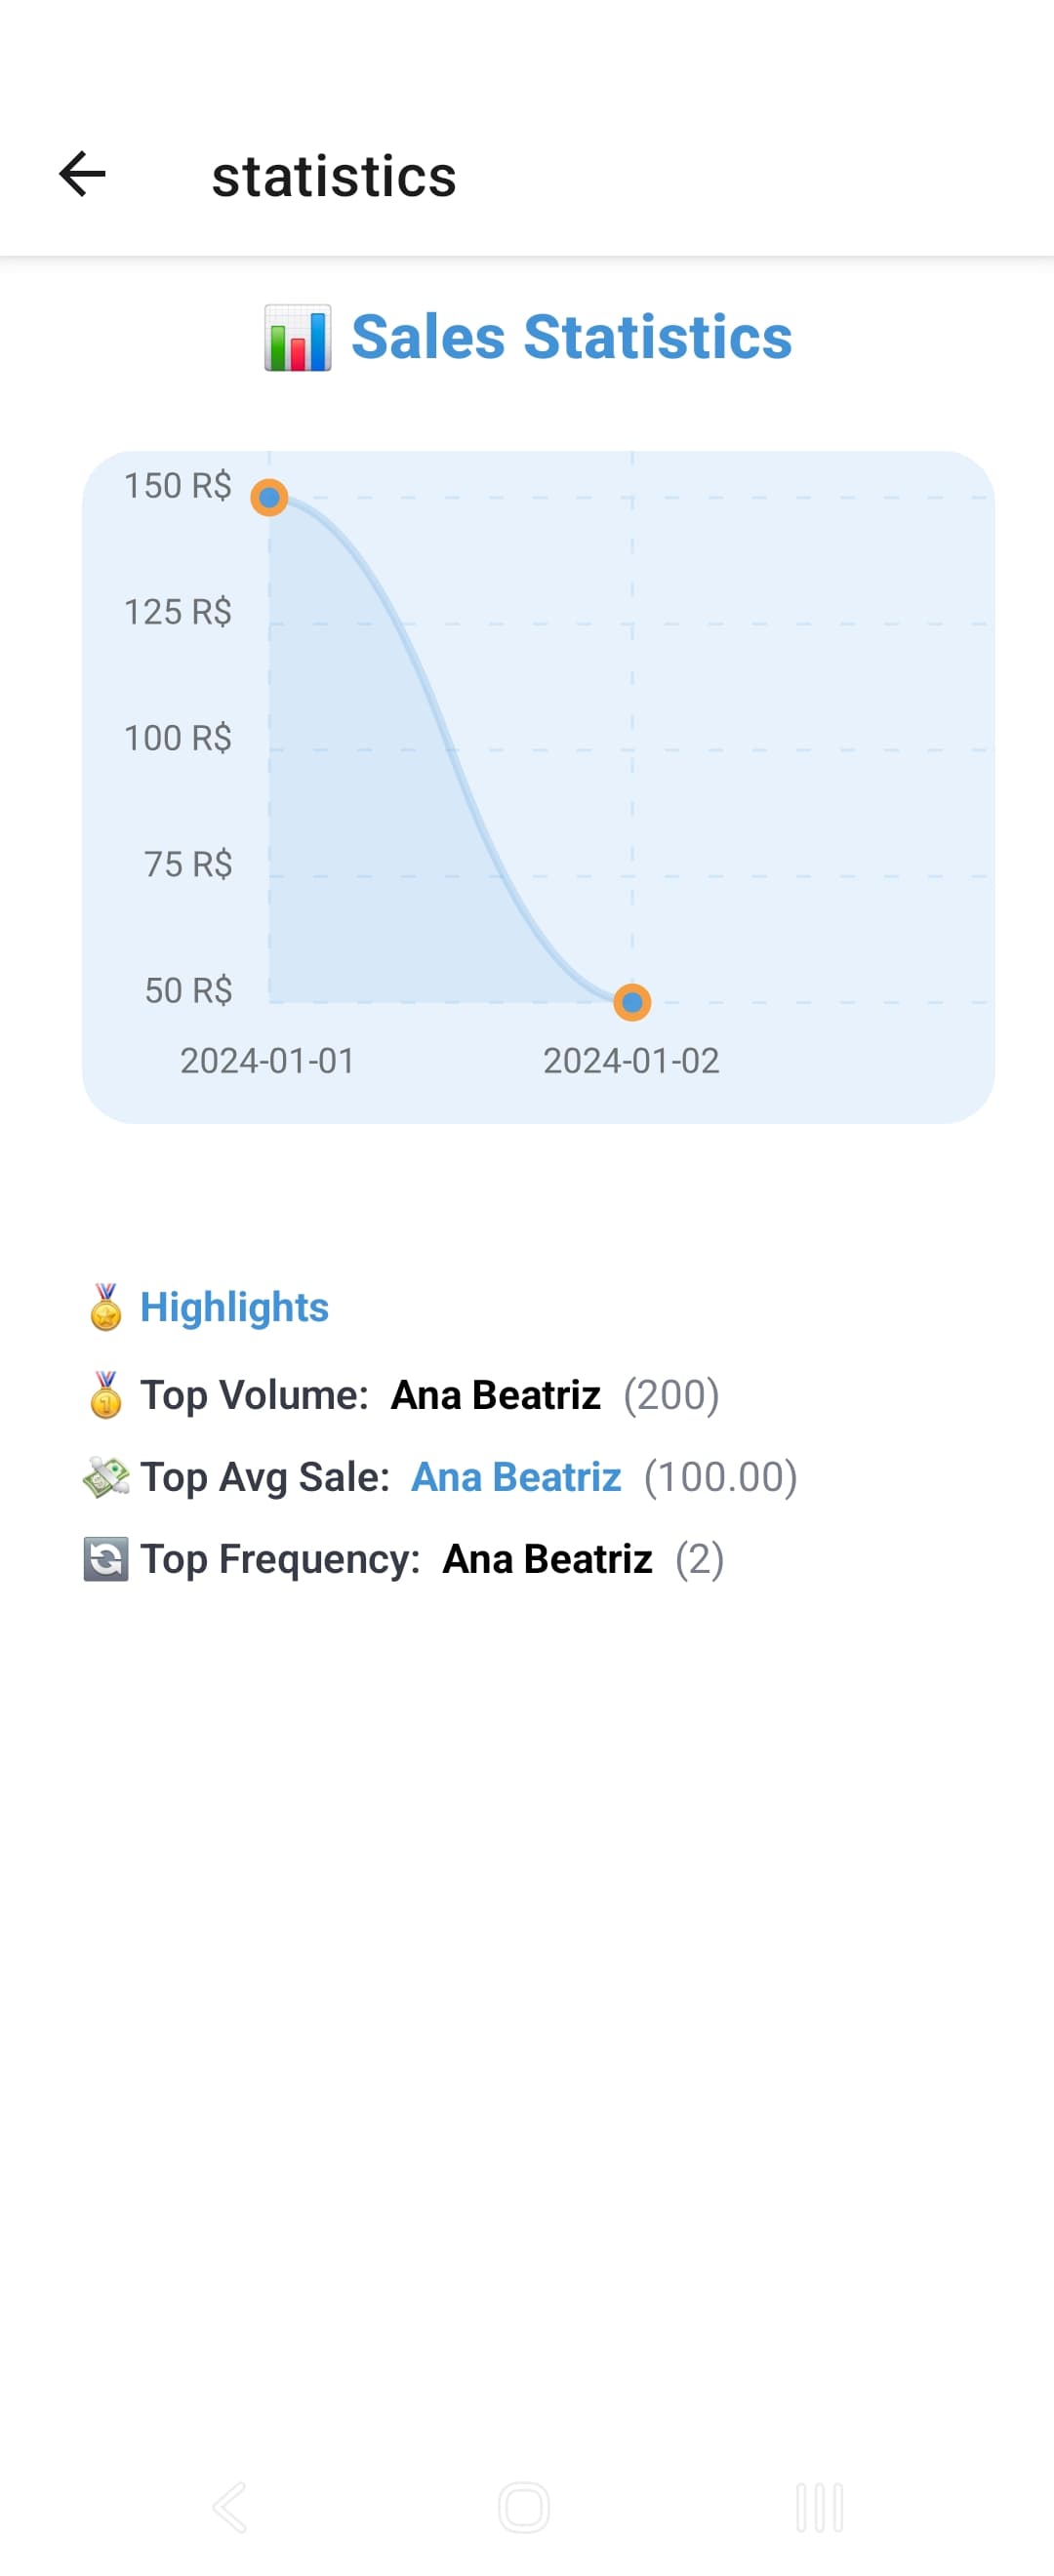 statistics
Sales Statistics
150 R$
125 R$
100 R$
75 R$
50 R$
2024-01-01 2024-01-02
Highlights
Top Volume: Ana Beatriz (200)
Top Avg Sale: Ana Beatriz (100.00)
Top Frequency: Ana Beatriz (2)